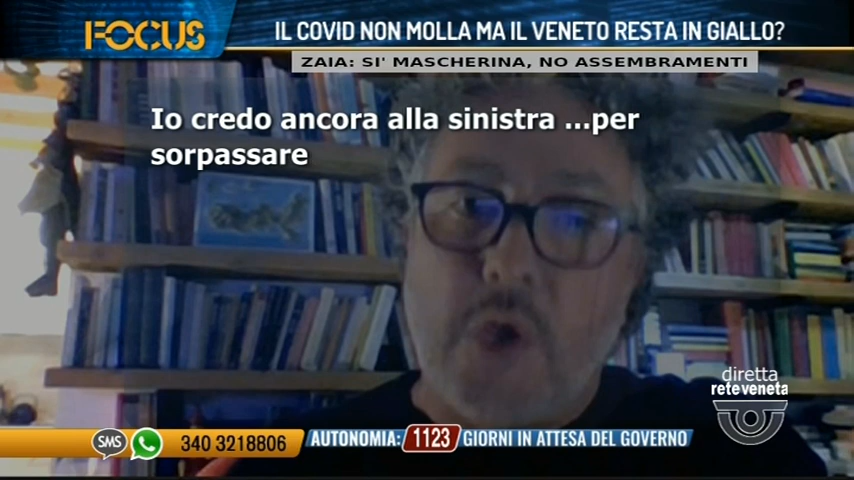 FOCUS
IL COVID NON MOLLA MA IL VENETO RESTA IN GIALLO?
ZAIA: SI' MASCHERINA, NO ASSEMBRAMENTI
Io credo ancora alla sinistra ...per
sorpassare
diretta
reteveneta
SMS 340 3218806 AUTONOMIA: 1123 GIORNI IN ATTESA DEL GOVERNO